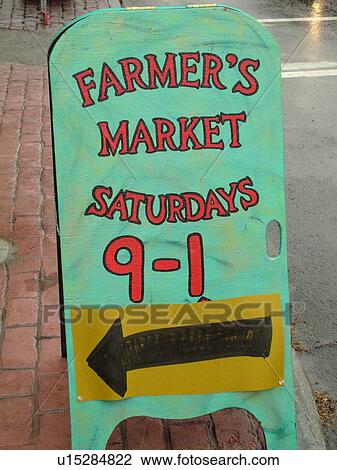 FARMER'S
MARKET
SATURDAYS
9-1
FOTOSEARCH
u15284822 www.fotosearch.com